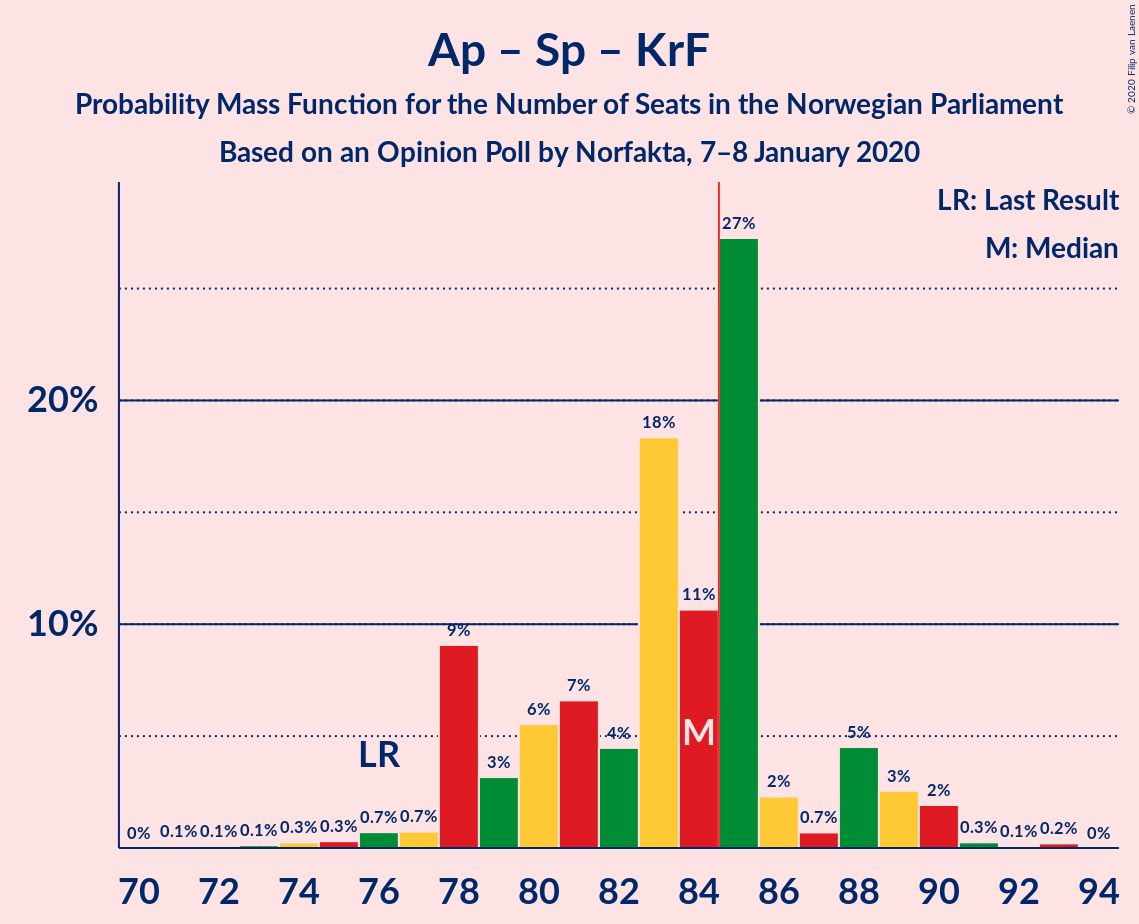 Ap – Sp – KrF
Probability Mass Function for the Number of Seats in the Norwegian Parliament
Based on an Opinion Poll by Norfakta, 7–8 January 2020
© 2020 Filip van Laenen
LR: Last Result
M: Median
20%
10%
0% 0.1% 0.1% 0.1% 0.3% 0.3% 0.7% 0.7% 9% 3% 6% 7% 4% 18% 11% 27% 2% 0.7% 5% 3% 2% 0.3% 0.1% 0.2% 0%
LR
M
70 72 74 76 78 80 82 84 86 88 90 92 94